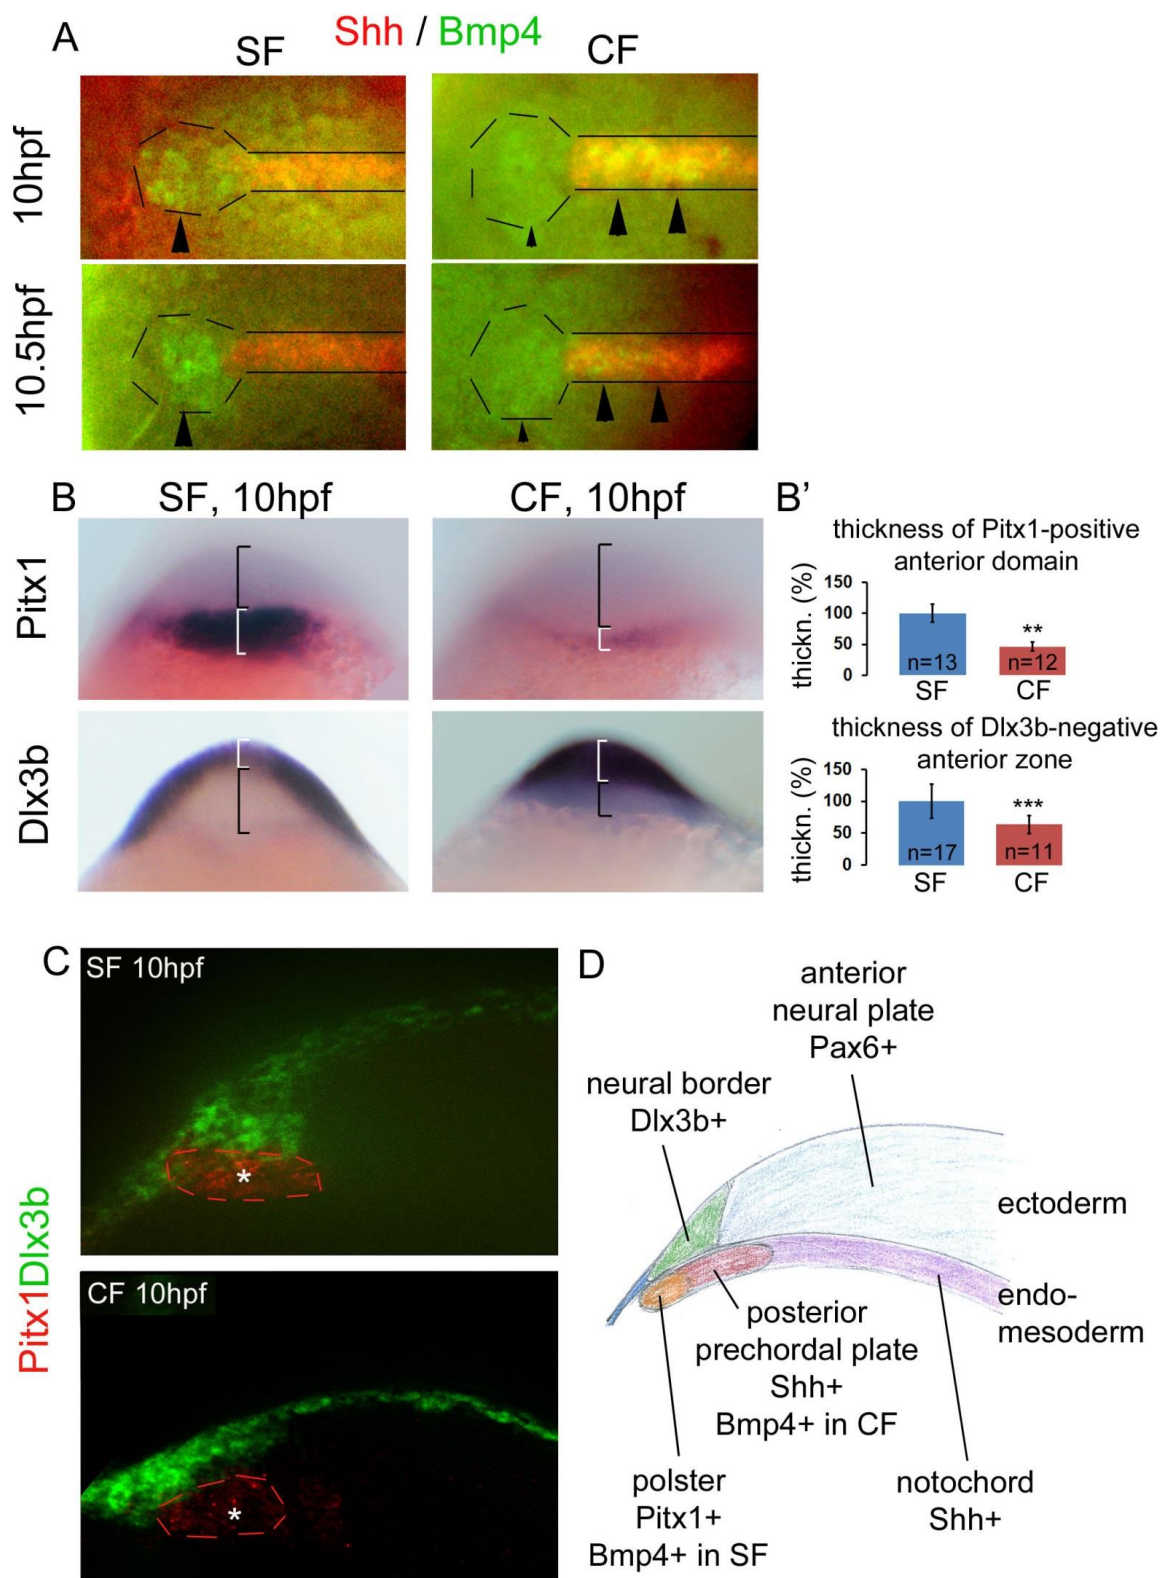 A
Shh / Bmp4
SF
CF
10hpf
10.5hpf
B
SF, 10hpf
CF, 10hpf
B’
Pitx1
Dlx3b
thickness of Pitx1-positive
anterior domain
thickn. (%)
150
100
50
0
**
n=13
n=12
SF
CF
thickness of Dlx3b-negative
anterior zone
thickn. (%)
150
100
50
0
***
n=17
n=11
SF
CF
C
Pitx1Dlx3b
SF 10hpf
*
CF 10hpf
*
D
anterior
neural plate
Pax6+
neural border
Dlx3b+
ectoderm
endo-
mesoderm
posterior
prechordal plate
Shh+
Bmp4+ in CF
polster
Pitx1+
Bmp4+ in SF
notochord
Shh+